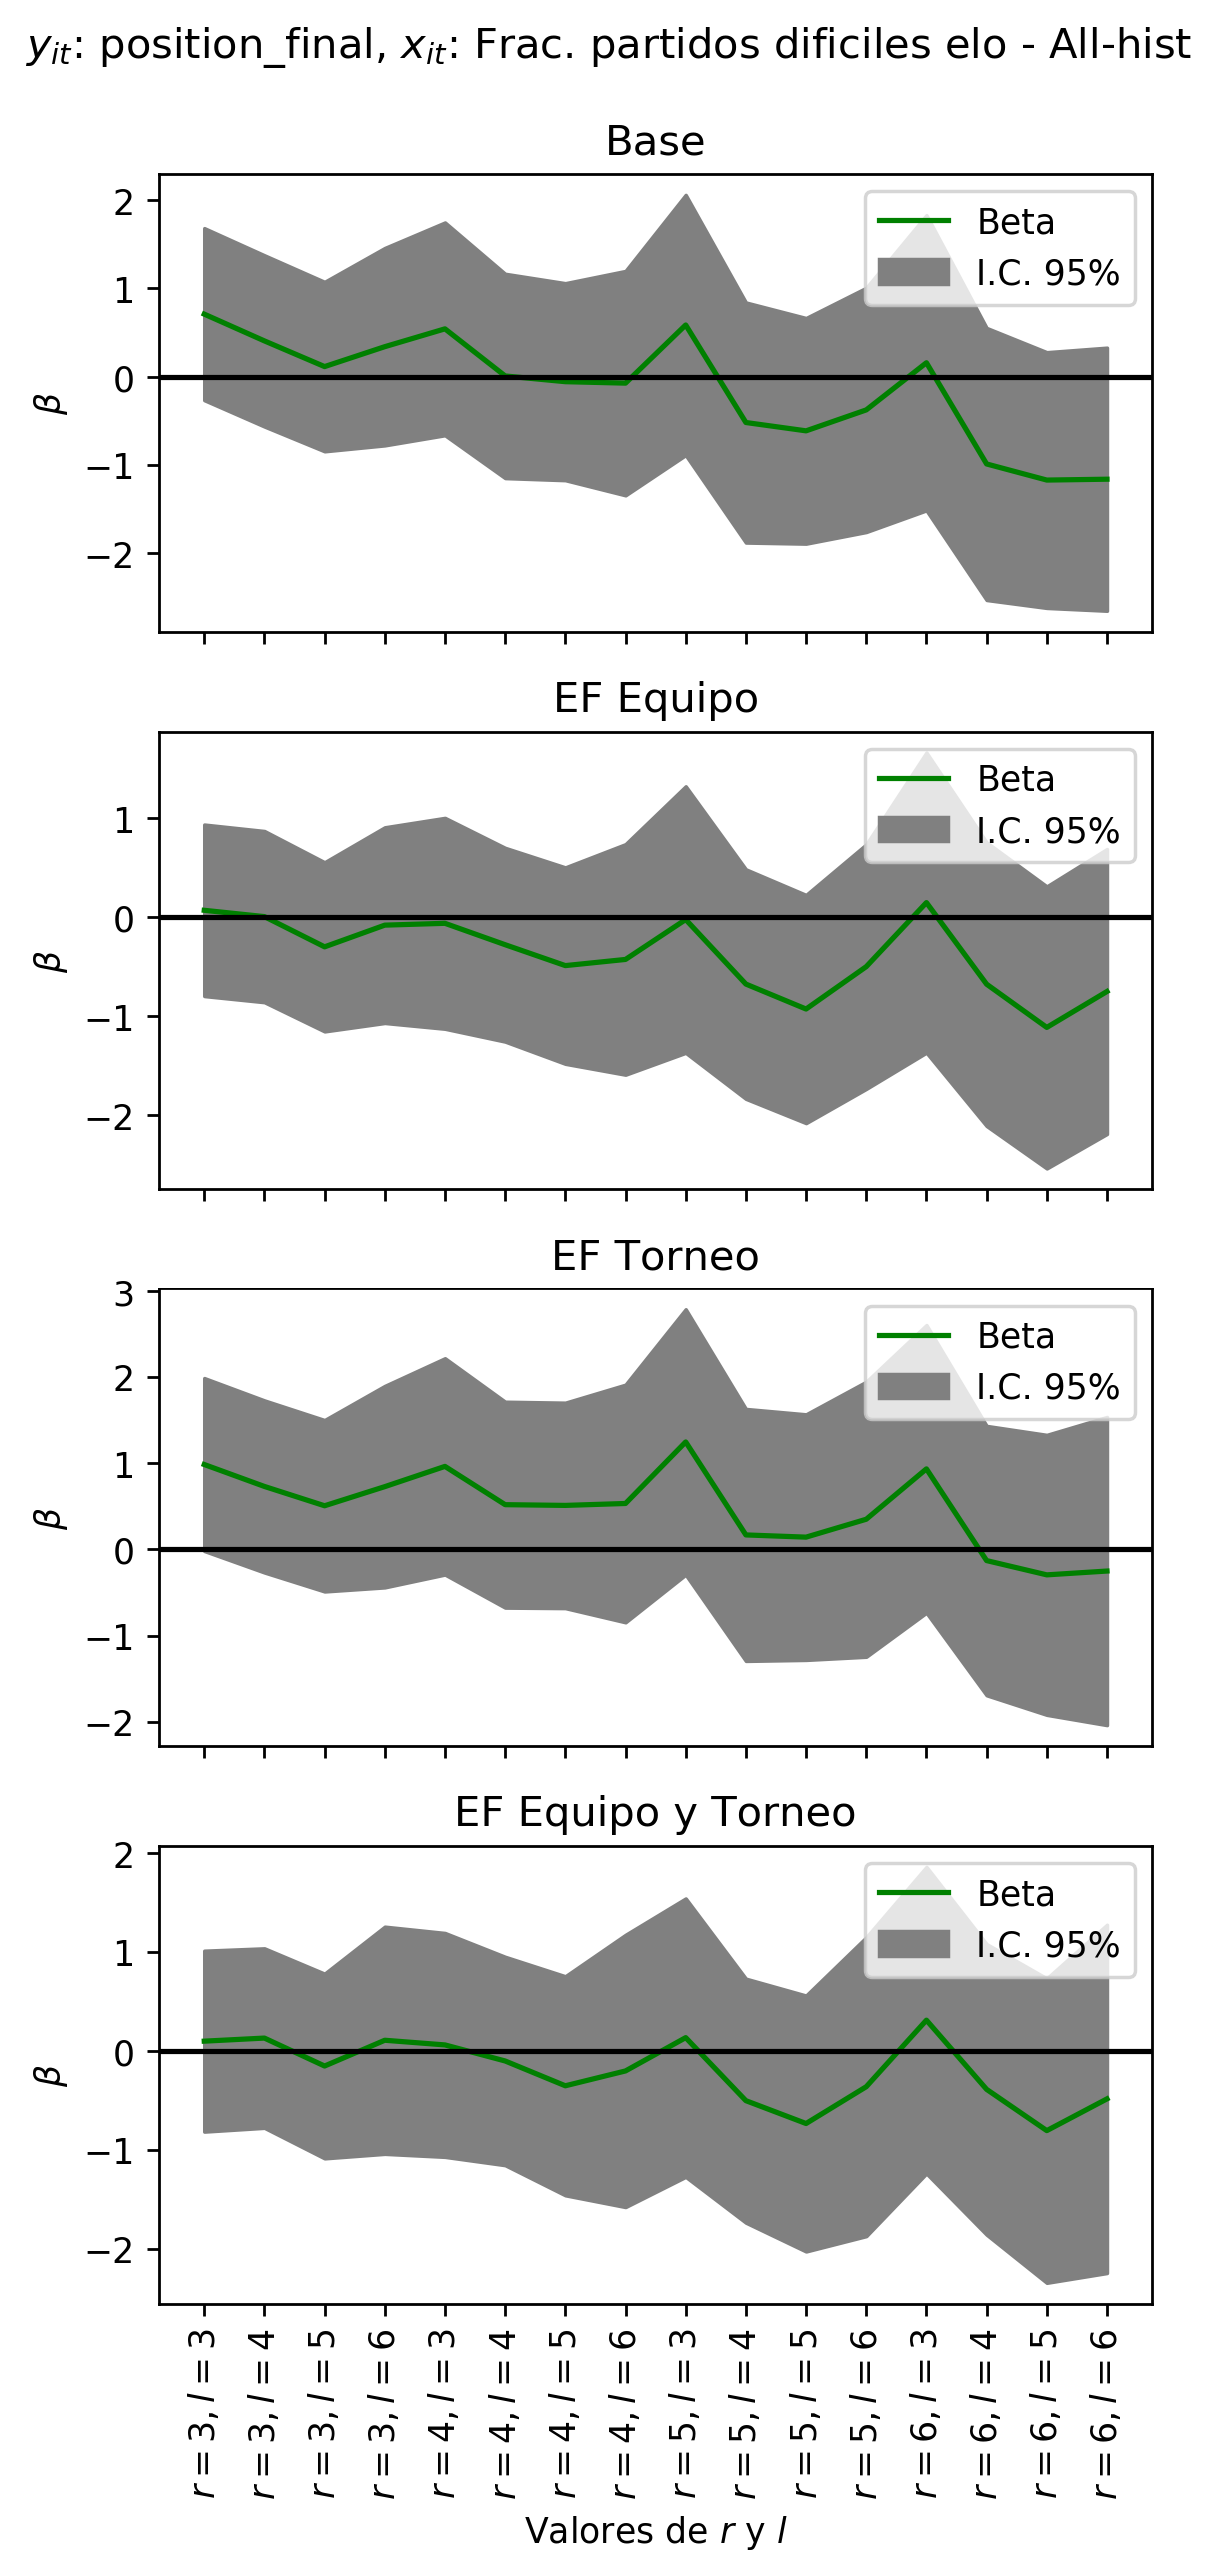 y_it: position_final, x_it: Frac. partidos dificiles elo - All-hist
Base
2
1
0
−1
−2
β
Beta
I.C. 95%
EF Equipo
1
0
−1
−2
β
Beta
I.C. 95%
EF Torneo
3
2
1
0
−1
−2
β
Beta
I.C. 95%
EF Equipo y Torneo
2
1
0
−1
−2
β
Beta
I.C. 95%
r = 3, l = 3
r = 3, l = 4
r = 3, l = 5
r = 3, l = 6
r = 4, l = 3
r = 4, l = 4
r = 4, l = 5
r = 4, l = 6
r = 5, l = 3
r = 5, l = 4
r = 5, l = 5
r = 5, l = 6
r = 6, l = 3
r = 6, l = 4
r = 6, l = 5
r = 6, l = 6
Valores de r y l